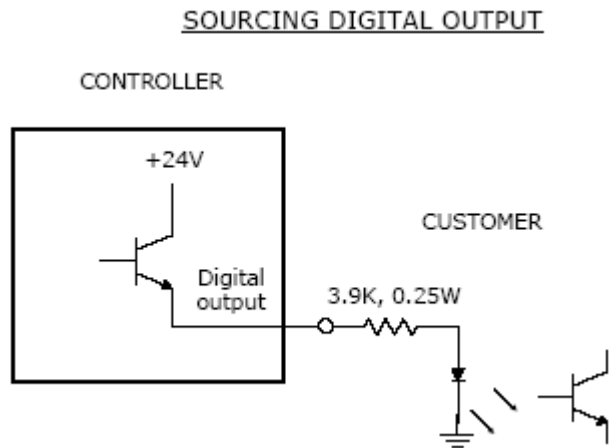 SOURCING DIGITAL OUTPUT
CONTROLLER
+24V
CUSTOMER
Digital
output
3.9K, 0.25W